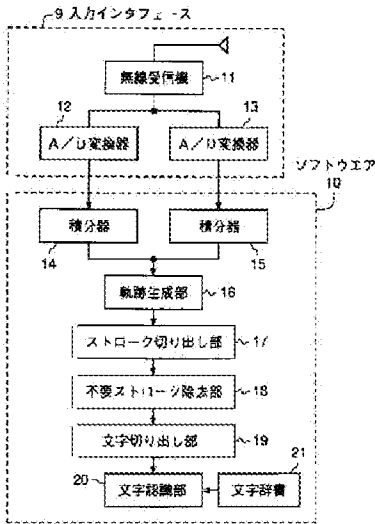 9 入力インタフェース
無線受信機
11
12
13
A/D変換器
A/D変換器
ソフトウエア
10
積分器
積分器
14
15
軌跡生成部
16
ストローク切り出し部
17
不要ストローク除去部
18
文字切り出し部
19
20
文字認識部
21
文字辞書